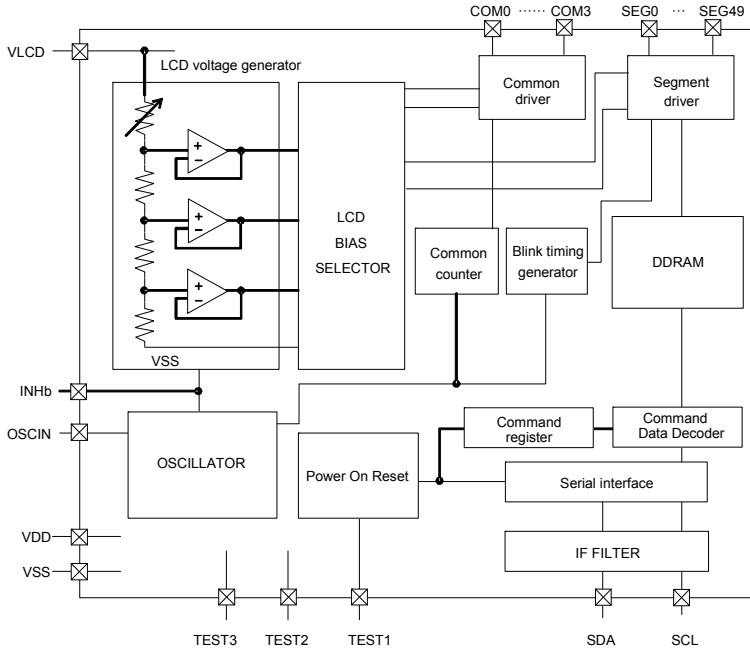 COM0 ······ COM3
SEG0 ··· SEG49
VLCD
LCD voltage generator
Common
driver
Segment
driver
+
−
+
−
+
−
LCD
BIAS
SELECTOR
Common
counter
Blink timing
generator
DDRAM
VSS
INHb
OSCIN
OSCILLATOR
Power On Reset
Command
register
Command
Data Decoder
Serial interface
IF FILTER
VDD
VSS
TEST3
TEST2
TEST1
SDA
SCL